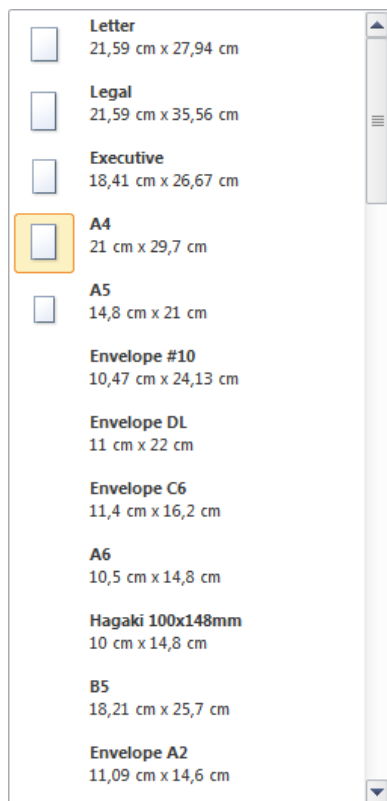 Letter
21,59 cm x 27,94 cm
Legal
21,59 cm x 35,56 cm
Executive
18,41 cm x 26,67 cm
A4
21 cm x 29,7 cm
A5
14,8 cm x 21 cm
Envelope #10
10,47 cm x 24,13 cm
Envelope DL
11 cm x 22 cm
Envelope C6
11,4 cm x 16,2 cm
A6
10,5 cm x 14,8 cm
Hagaki 100x148mm
10 cm x 14,8 cm
B5
18,21 cm x 25,7 cm
Envelope A2
11,09 cm x 14,6 cm